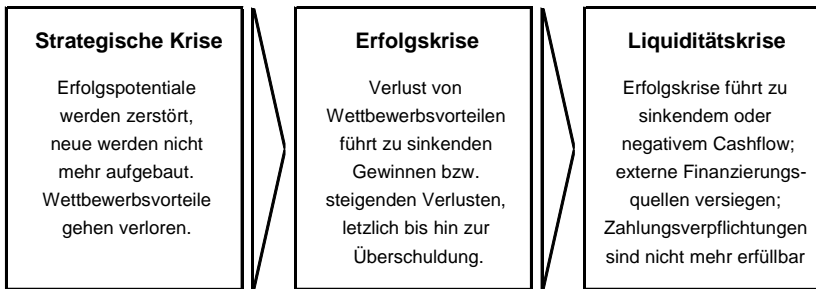 Strategische Krise
Erfolgspotentiale
werden zerstört,
neue werden nicht
mehr aufgebaut.
Wettbewerbsvorteile
gehen verloren.
Erfolgskrise
Verlust von
Wettbewerbsvorteilen
führt zu sinkenden
Gewinnen bzw.
steigenden Verlusten,
letzlich bis hin zur
Überschuldung.
Liquiditätskrise
Erfolgskrise führt zu
sinkendem oder
negativem Cashflow;
externe Finanzierungs-
quellen versiegen;
Zahlungsverpflichtungen
sind nicht mehr erfüllbar